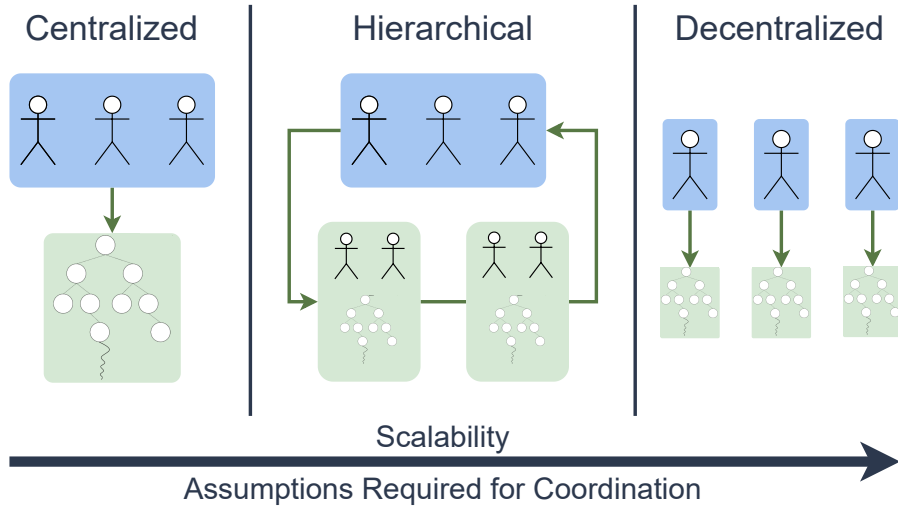 Centralized
Hierarchical
Decentralized
Scalability
Assumptions Required for Coordination